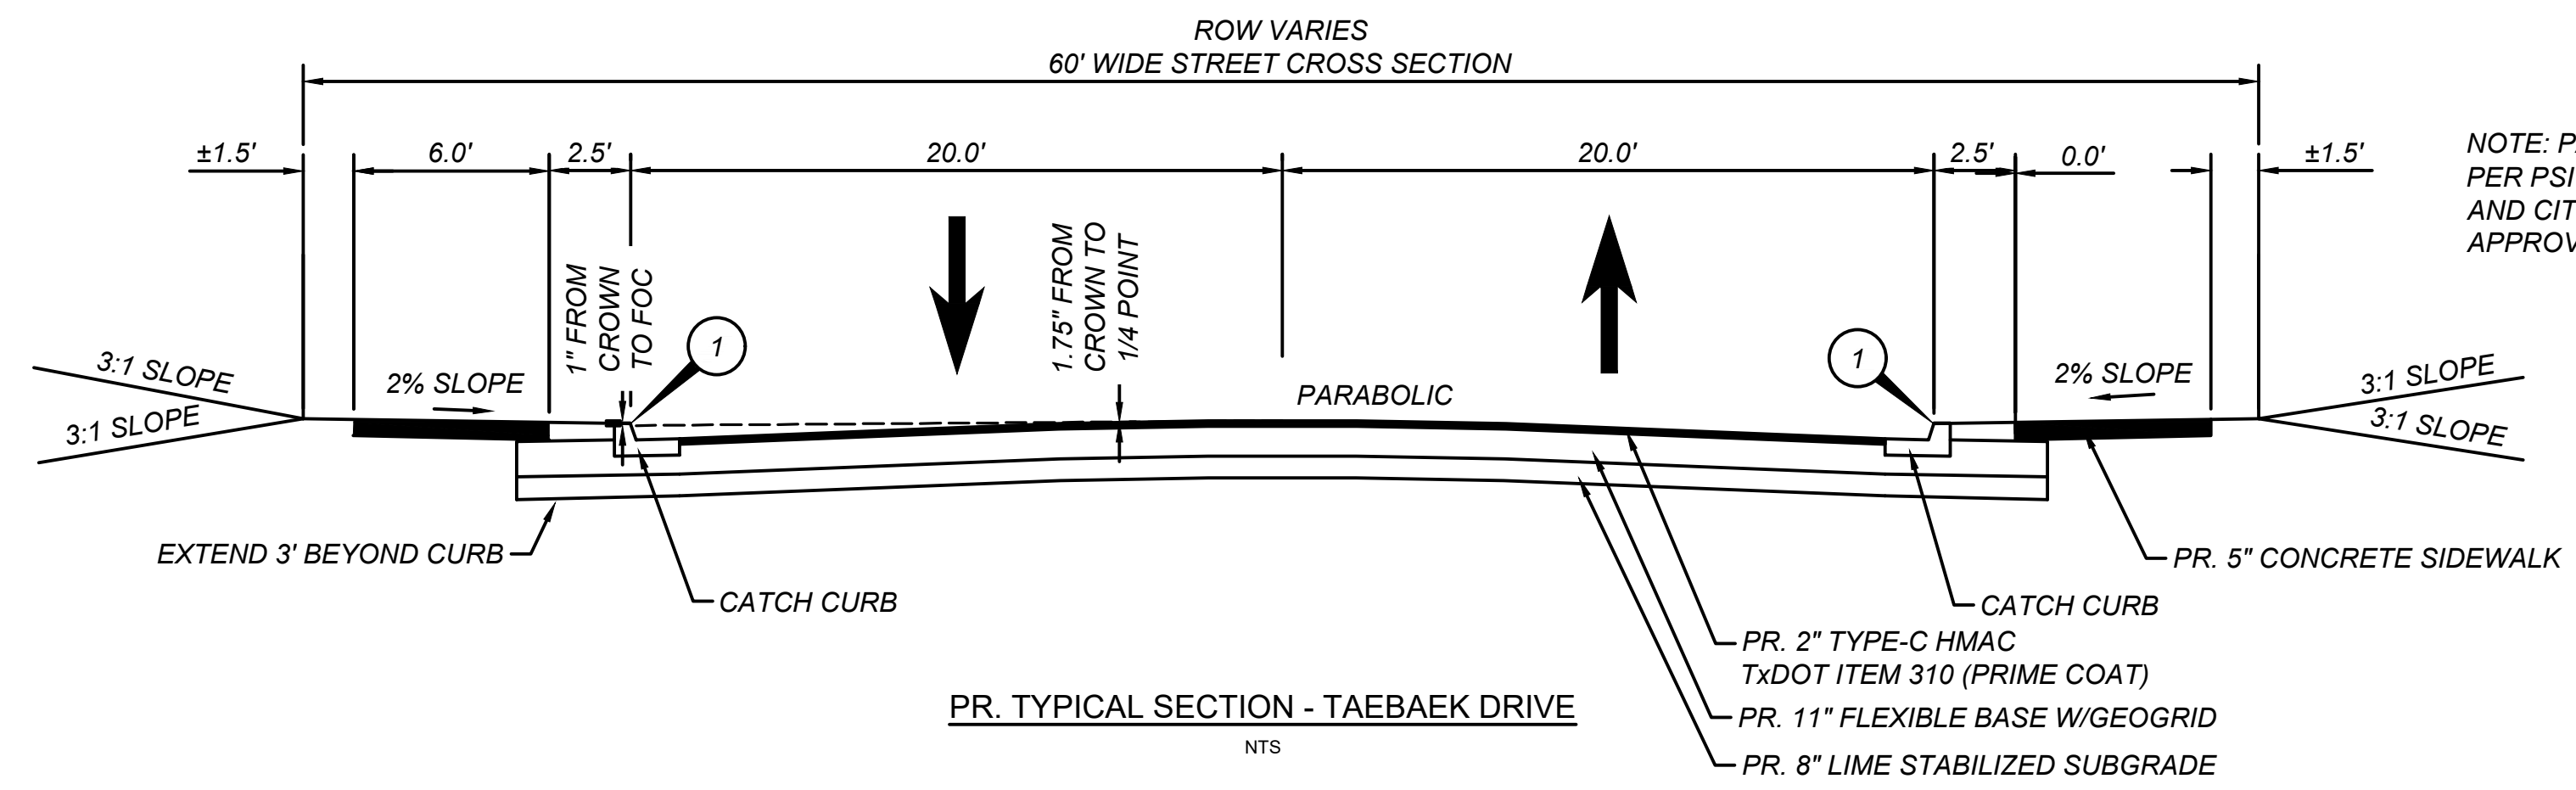 ROW VARIES
60' WIDE STREET CROSS SECTION
±1.5'
6.0'
2.5'
20.0'
20.0'
2.5'
0.0'
±1.5'
NOTE:
PER PSI
AND
1" FROM
CROWN
TO FOC
1.75" FROM
CROWN TO
1/4 POINT
1
1
3:1 SLOPE
3:1 SLOPE
2% SLOPE
PARABOLIC
2% SLOPE
3:1 SLOPE
3:1 SLOPE
EXTEND 3' BEYOND CURB
CATCH CURB
PR. 5" CONCRETE SIDEWALK
CATCH CURB
PR. 2" TYPE-C HMAC
TxDOT ITEM 310 (PRIME COAT)
PR. 11" FLEXIBLE BASE W/GEOGRID
PR. 8" LIME STABILIZED SUBGRADE
PR. TYPICAL SECTION - TAEBAEK DRIVE
NTS